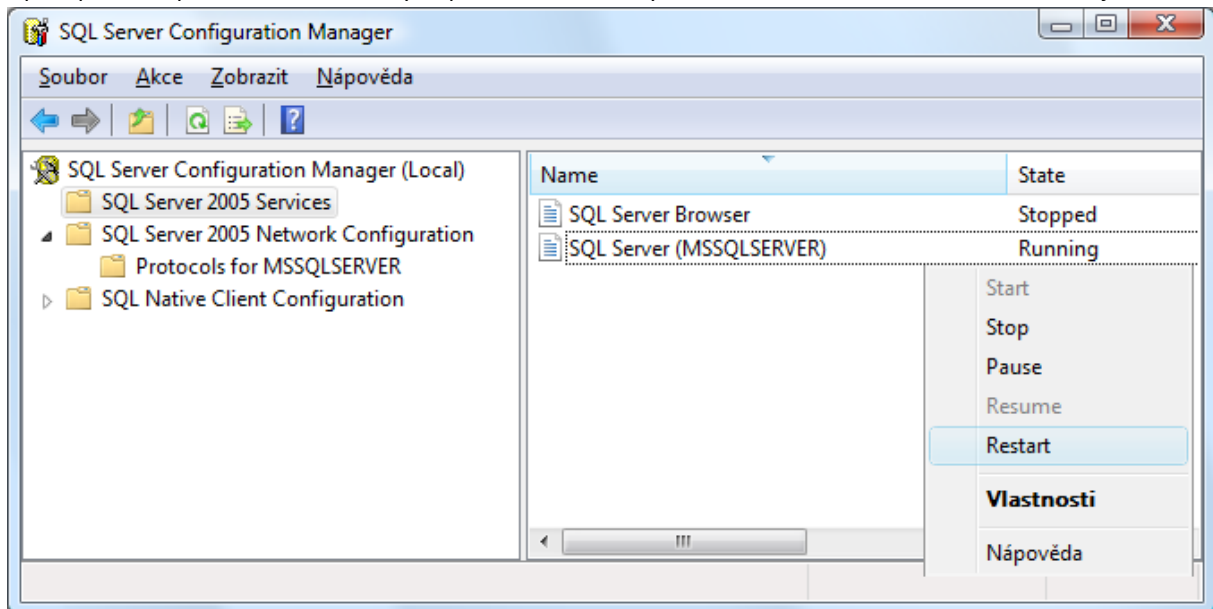 SQL Server Configuration Manager
Soubor Akce Zobrazit Nápověda
SQL Server Configuration Manager (Local)
SQL Server 2005 Services
SQL Server 2005 Network Configuration
Protocols for MSSQLSERVER
SQL Native Client Configuration
Name State
SQL Server Browser Stopped
SQL Server (MSSQLSERVER) Running
Start
Stop
Pause
Resume
Restart
Vlastnosti
Nápověda